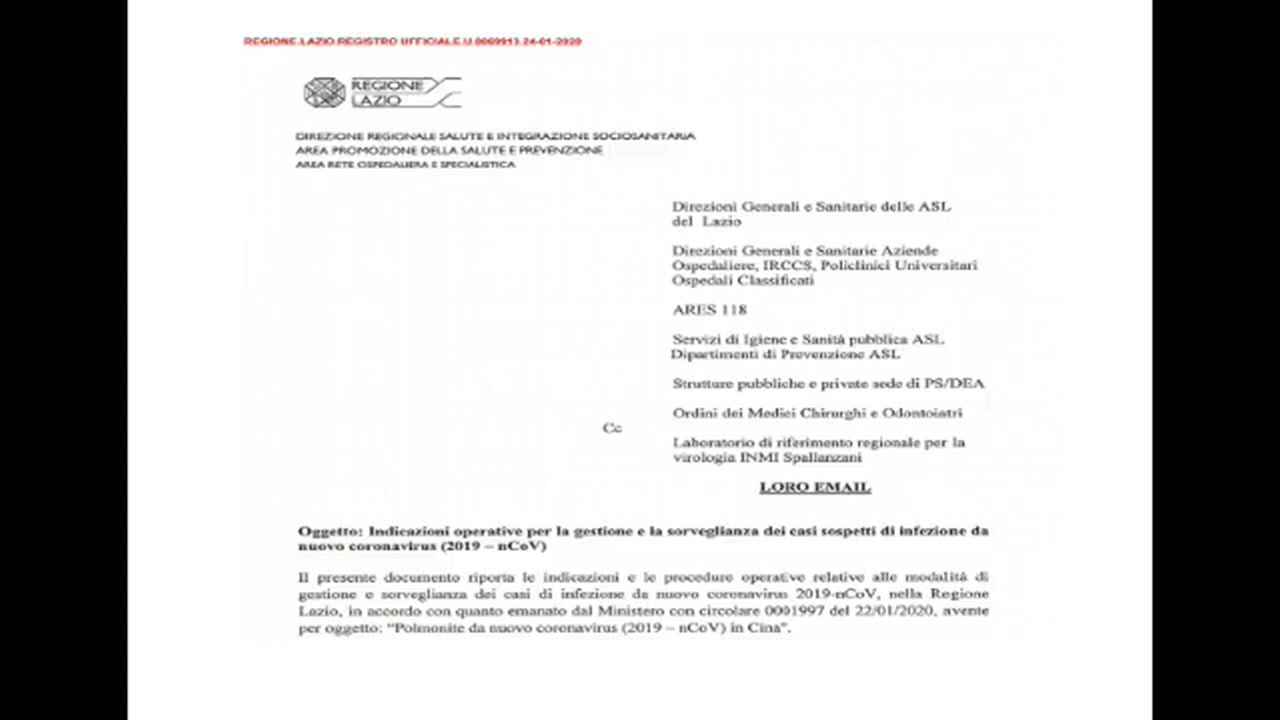 REGIONE LAZIO REGISTRO UFFICIALE U 0069913 24-01-2020
REGIONE
LAZIO
DIREZIONE REGIONALE SALUTE E INTEGRAZIONE SOCIOSANITARIA
AREA PROMOZIONE DELLA SALUTE E PREVENZIONE
AREA RETE OSPEDALIERA E SPECIALISTICA
Direzioni Generali e Sanitarie delle ASL
del Lazio
Direzioni Generali e Sanitarie Aziende
Ospedaliere, IRCCS, Policlinici Universitari
Ospedali Classificati
ARES 118
Servizi di Igiene e Sanità pubblica ASL
Dipartimenti di Prevenzione ASL
Strutture pubbliche e private sede di PS/DEA
Ordini dei Medici Chirurghi e Odontoiatri
Cc
Laboratorio di riferimento regionale per la
virologia INMI Spallanzani
LORO EMAIL
Oggetto: Indicazioni operative per la gestione e la sorveglianza dei casi sospetti di infezione da
nuovo coronavirus (2019 – nCoV)
Il presente documento riporta le indicazioni e le procedure operative relative alle modalità di
gestione e sorveglianza dei casi di infezione da nuovo coronavirus 2019-nCoV, nella Regione
Lazio, in accordo con quanto emanato dal Ministero con circolare 0001997 del 22/01/2020, avente
per oggetto: "Polmonite da nuovo coronavirus (2019 – nCoV) in Cina".